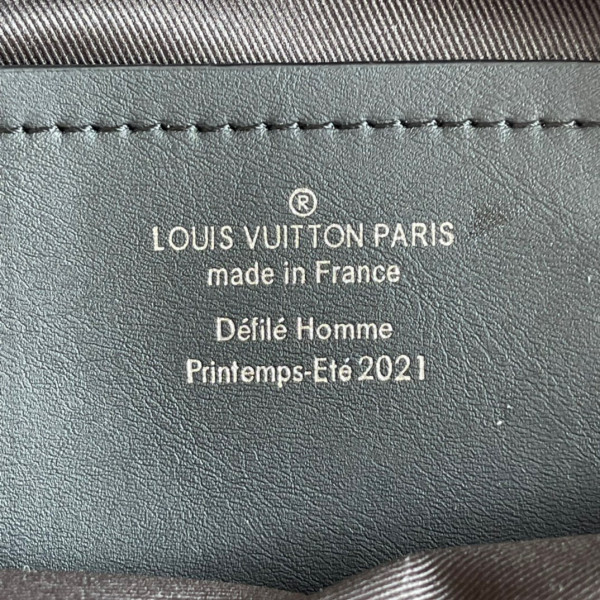 ®
LOUIS VUITTON PARIS
made in France
Défilé Homme
Printemps-Eté 2021